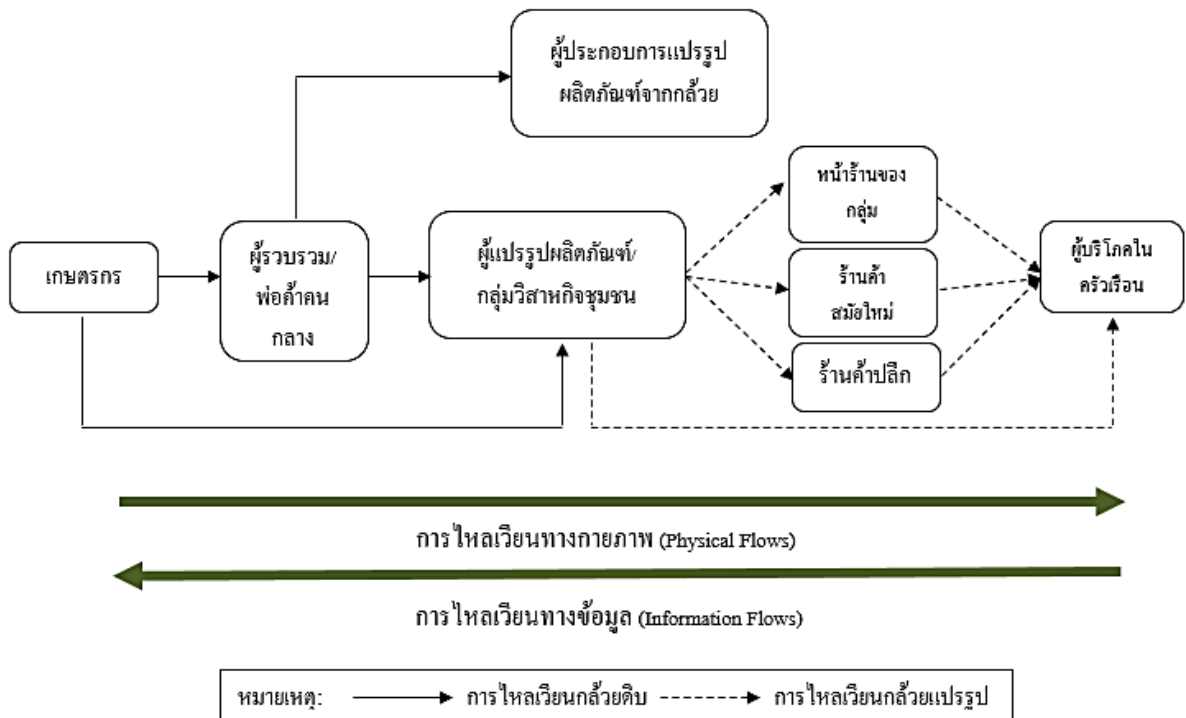 ผู้ประกอบการแปรรูป
ผลิตภัณฑ์จากกล้วย
หน้าร้านของ
กลุ่ม
เกษตรกร
ผู้รวบรวม/
พ่อค้าคน
กลาง
ผู้แปรรูปผลิตภัณฑ์/
กลุ่มวิสาหกิจชุมชน
ร้านค้า
สมัยใหม่
ร้านค้าปลีก
ผู้บริโภคใน
ครัวเรือน
การไหลเวียนทางกายภาพ (Physical Flows)
การไหลเวียนทางข้อมูล (Information Flows)
หมายเหตุ: การไหลเวียนกล้วยดิบ การไหลเวียนกล้วยแปรรูป